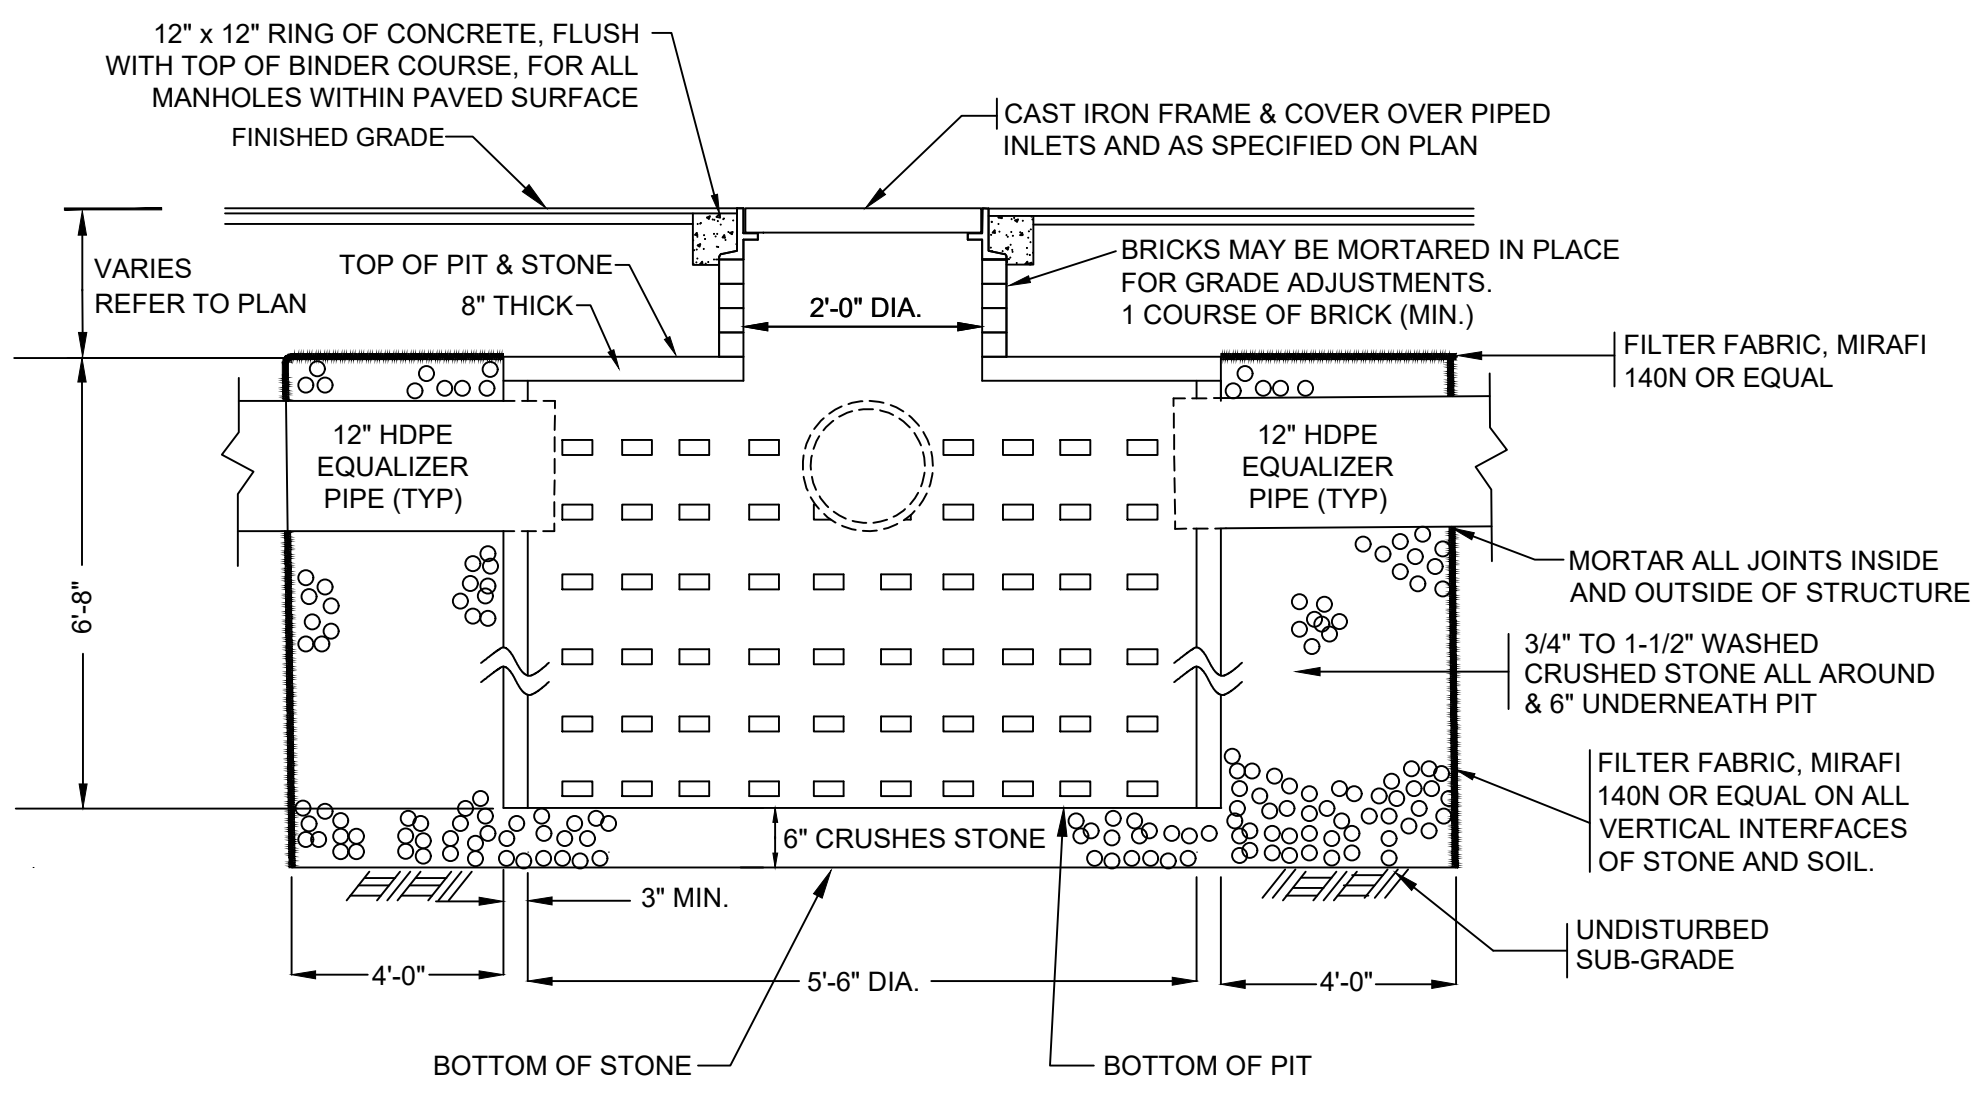 12" x 12" RING OF CONCRETE, FLUSH
WITH TOP OF BINDER COURSE, FOR ALL
MANHOLES WITHIN PAVED SURFACE
FINISHED GRADE
CAST IRON FRAME & COVER OVER PIPED
INLETS AND AS SPECIFIED ON PLAN
VARIES
REFER TO PLAN
TOP OF PIT & STONE
8" THICK
2'-0" DIA.
BRICKS MAY BE MORTARED IN PLACE
FOR GRADE ADJUSTMENTS.
1 COURSE OF BRICK (MIN.)
FILTER FABRIC, MIRAFI
140N OR EQUAL
12" HDPE
EQUALIZER
PIPE (TYP)
12" HDPE
EQUALIZER
PIPE (TYP)
6'-8"
MORTAR ALL JOINTS INSIDE
AND OUTSIDE OF STRUCTURE
3/4" TO 1-1/2" WASHED
CRUSHED STONE ALL AROUND
& 6" UNDERNEATH PIT
FILTER FABRIC, MIRAFI
140N OR EQUAL ON ALL
VERTICAL INTERFACES
OF STONE AND SOIL.
6" CRUSHES STONE
3" MIN.
UNDISTURBED
SUB-GRADE
4'-0"
5'-6" DIA.
4'-0"
BOTTOM OF STONE
BOTTOM OF PIT